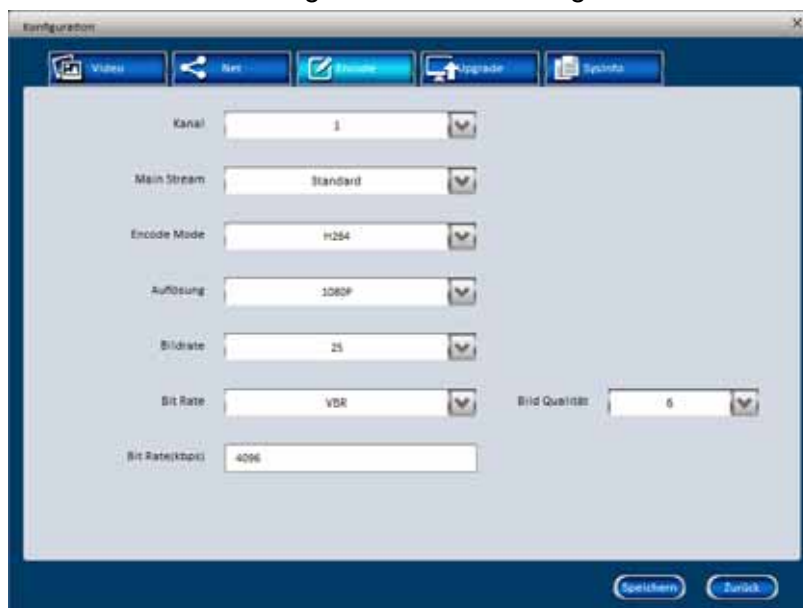 Konfiguration
Video
Net
Encode
Upgrade
SysInfo
Kanal 1
Main Stream Standard
Encode Mode H264
Auflösung 1080P
Bildrate 25
Bit Rate VBR Bild Qualität 6
Bit Rate(kbps) 4096
Speichern Zurück